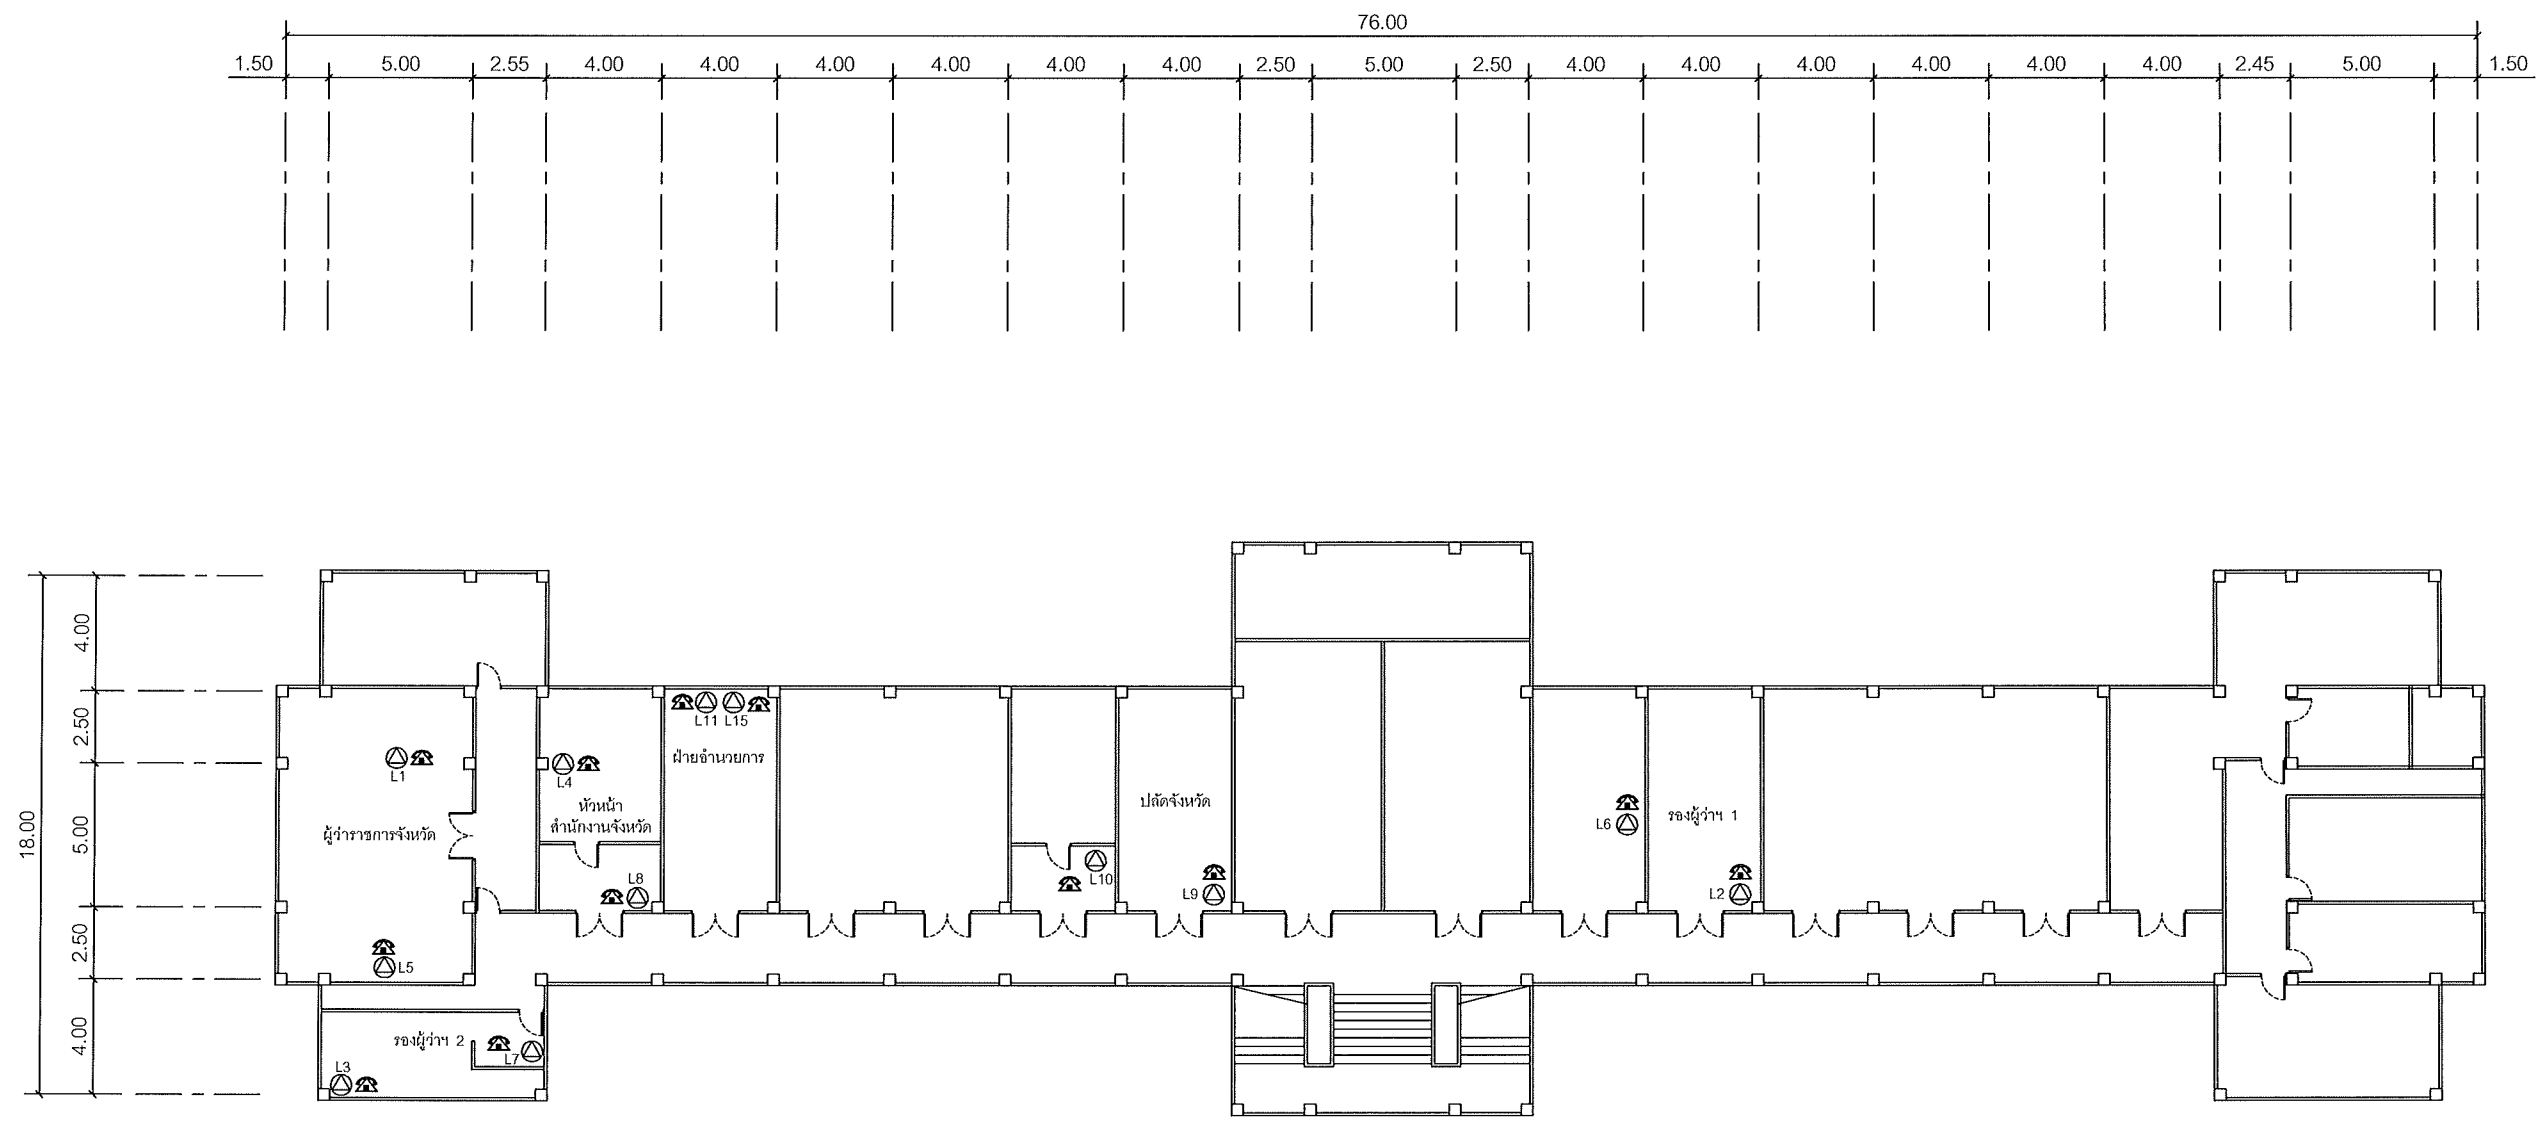 76.00
1.50 5.00 2.55 4.00 4.00 4.00 4.00 4.00 4.00 2.50 5.00 2.50 4.00 4.00 4.00 4.00 4.00 4.00 2.45 5.00 1.50
18.00
4.00
2.50
5.00
2.50
4.00
L11 L15
L1
L4
ฝ่ายอำนวยการ
หัวหน้า
สำนักงานจังหวัด
ผู้ว่าราชการจังหวัด
ปลัดจังหวัด
L6
รองผู้ว่าฯ 1
L8
L10
L9
L2
L5
รองผู้ว่าฯ 2
L7
L3